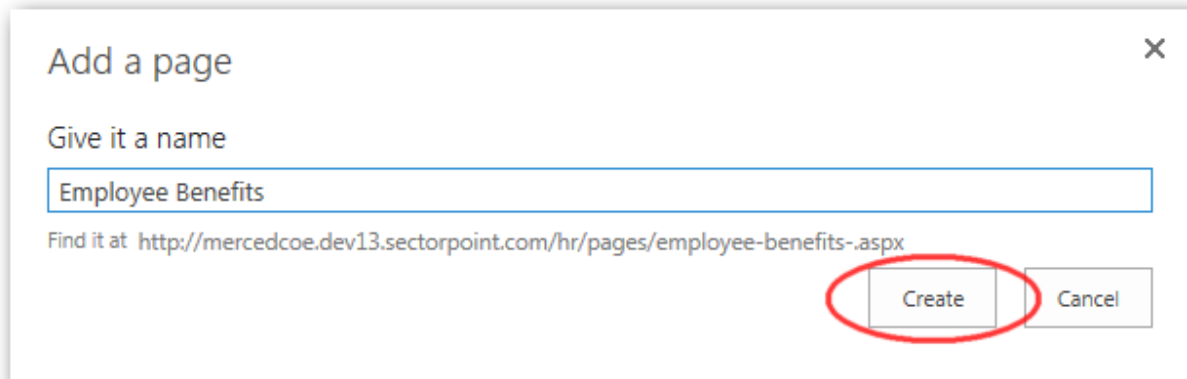 Add a page
Give it a name
Employee Benefits
Find it at http://mercedcoe.dev13.sectorpoint.com/hr/pages/employee-benefits-.aspx
Create Cancel